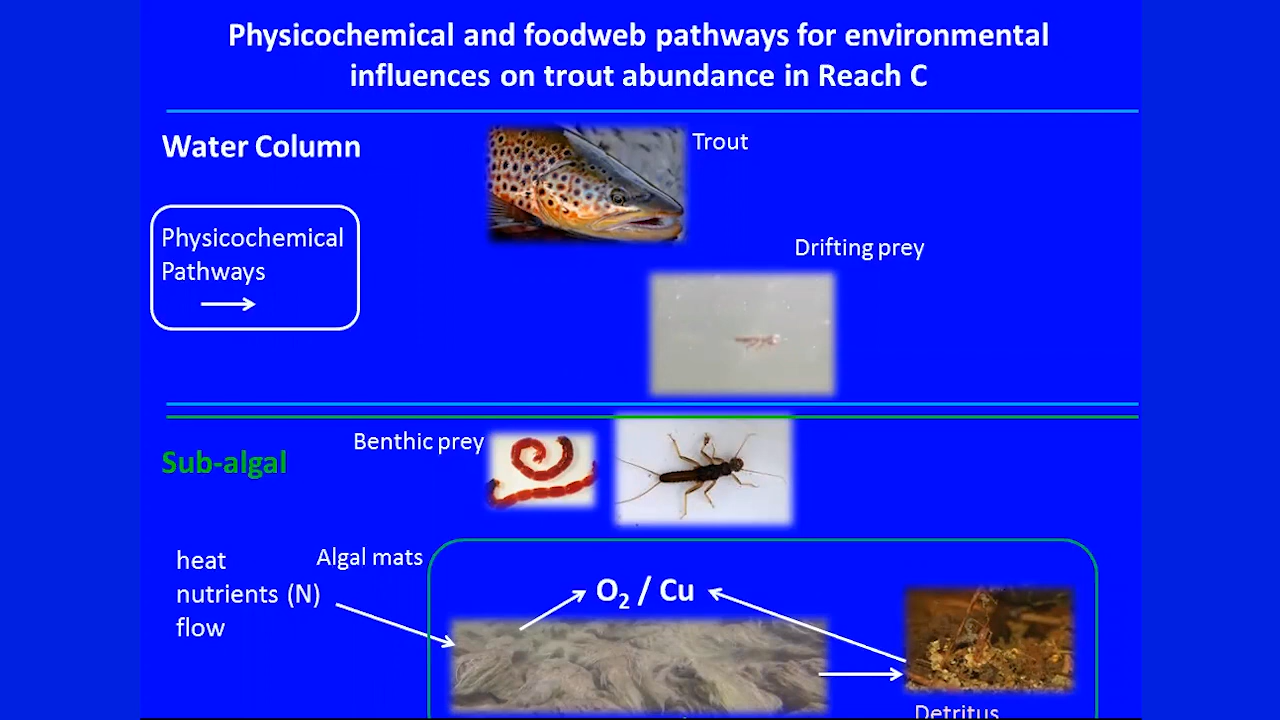 Physicochemical and foodweb pathways for environmental
influences on trout abundance in Reach C
Water Column
Trout
Physicochemical
Pathways
Drifting prey
Benthic prey
Sub-algal
heat
nutrients (N)
flow
Algal mats
O₂ / Cu
Detritus